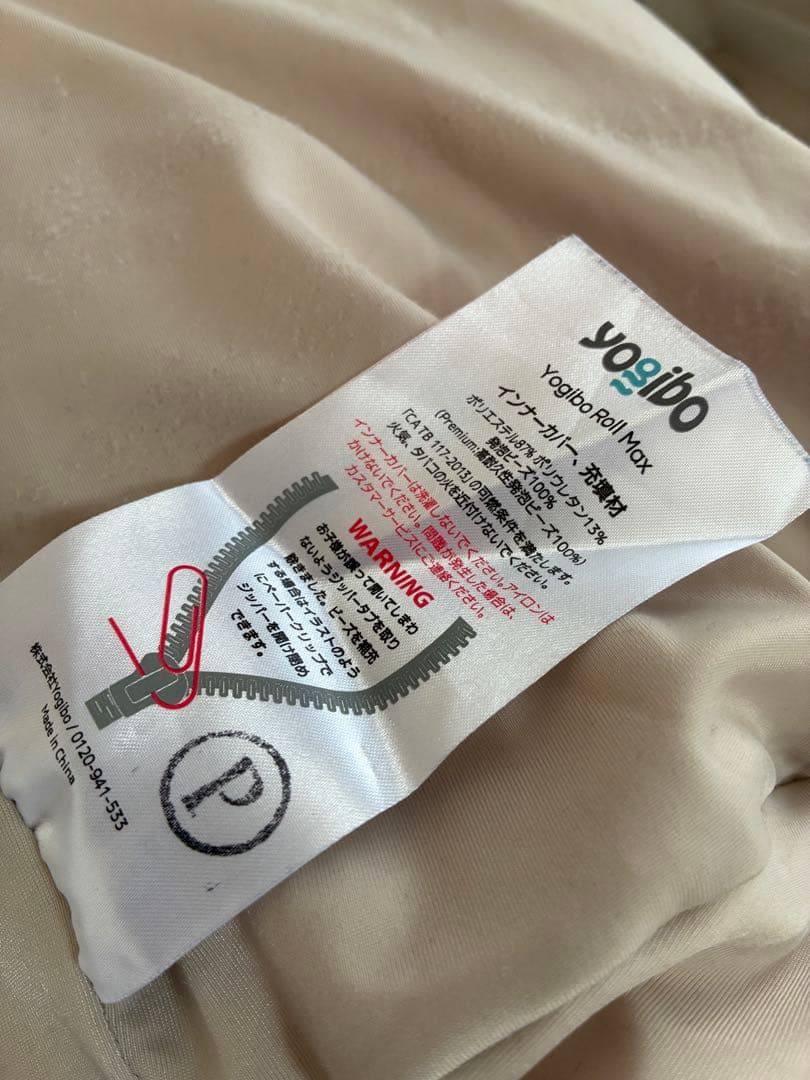 yogibo
Yogibo Roll Max
インナーカバー、充填材
ポリエステル87% ポリウレタン13%
発泡ビーズ100%
(Premium:高耐久性発泡ビーズ100%)
「CA TB 117-2013」の可燃条件を満たします。
火気、タバコの火を近付けないでください。
インナーカバーは洗濯しないでください。アイロンは
かけないでください。問題が発生した場合は、
カスタマーサービスにご連絡ください。
WARNING
お子様が誤って開いてしまわ
ないようジッパータブを取り
除きました。ビーズを補充
する場合はイラストのよう
にペーパークリップで
ジッパーを開け閉め
できます。
株式会社Yogibo / 0120-941-533
Made in China
P